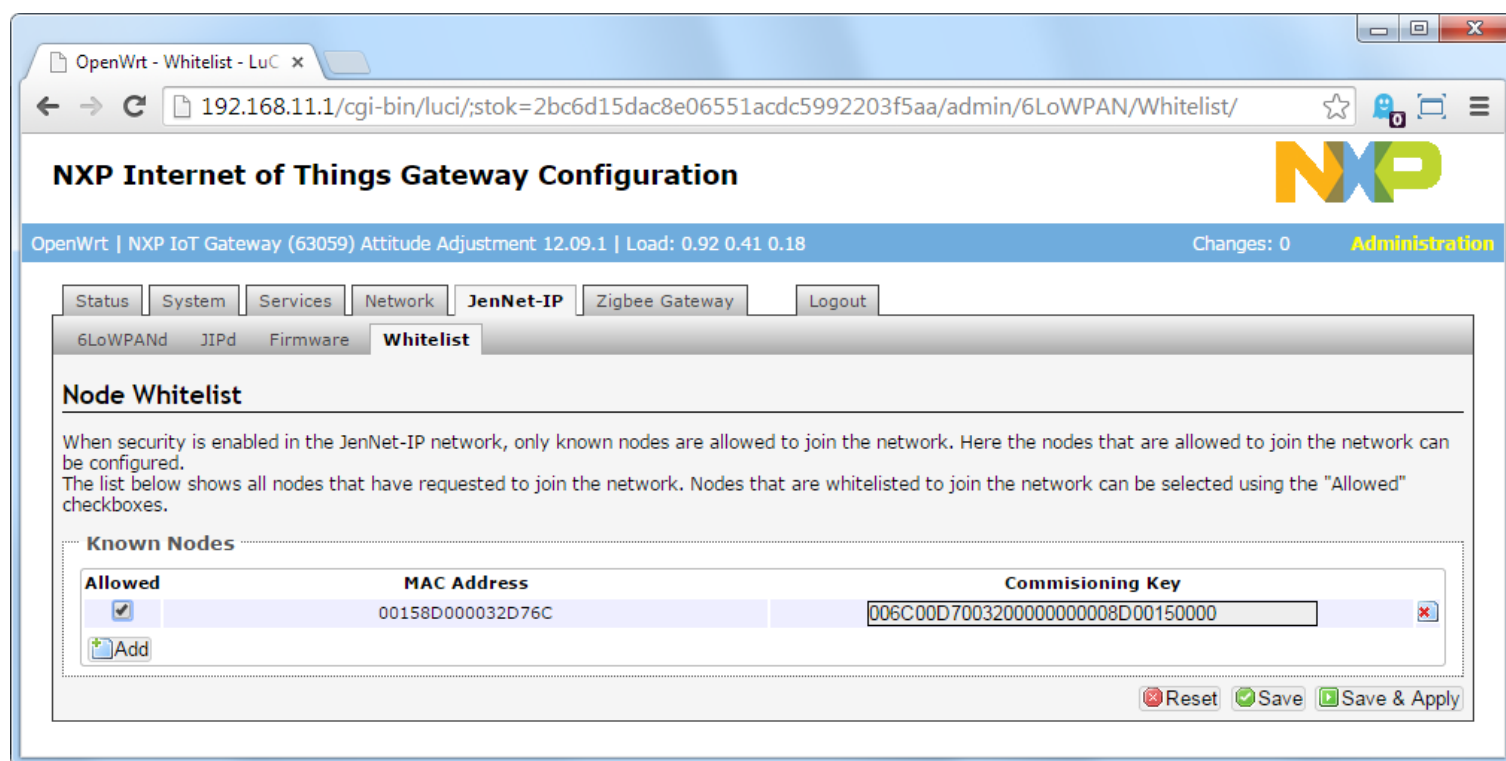 OpenWrt - Whitelist - LuC
192.168.11.1/cgi-bin/luci/;stok=2bc6d15dac8e06551acdc5992203f5aa/admin/6LoWPAN/Whitelist/
0
NXP Internet of Things Gateway Configuration
NXP
OpenWrt | NXP IoT Gateway (63059) Attitude Adjustment 12.09.1 | Load: 0.92 0.41 0.18 Changes: 0 Administration
Status System Services Network JenNet-IP Zigbee Gateway Logout
6LoWPANd JIPd Firmware Whitelist
Node Whitelist
When security is enabled in the JenNet-IP network, only known nodes are allowed to join the network. Here the nodes that are allowed to join the network can
be configured.
The list below shows all nodes that have requested to join the network. Nodes that are whitelisted to join the network can be selected using the "Allowed"
checkboxes.
Known Nodes
Allowed MAC Address Commisioning Key
00158D000032D76C 006C00D7003200000000008D00150000
Add
Reset Save Save & Apply